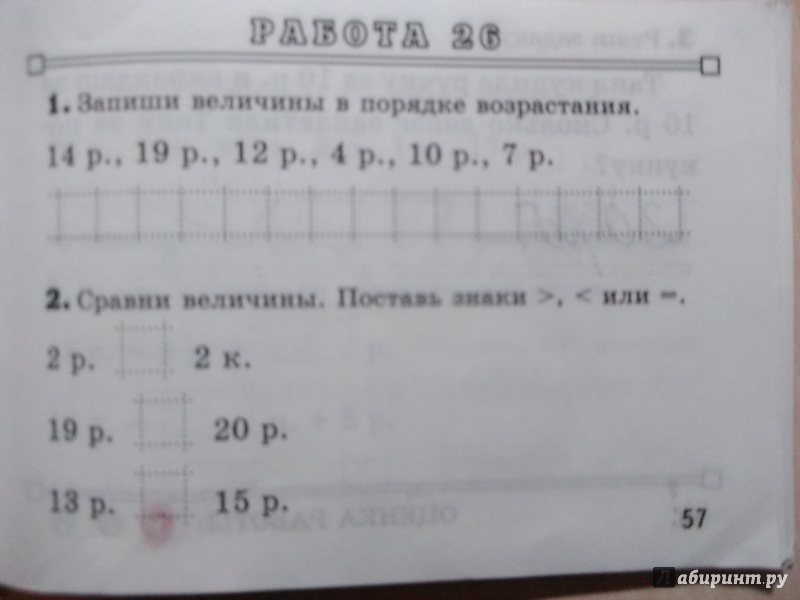 РАБОТА 26
1. Запиши величины в порядке возрастания.
14 р., 19 р., 12 р., 4 р., 10 р., 7 р.
2. Сравни величины. Поставь знаки >, < или =.
2 р. 2 к.
19 р. 20 р.
13 р. 15 р.
57
Лабиринт.ру